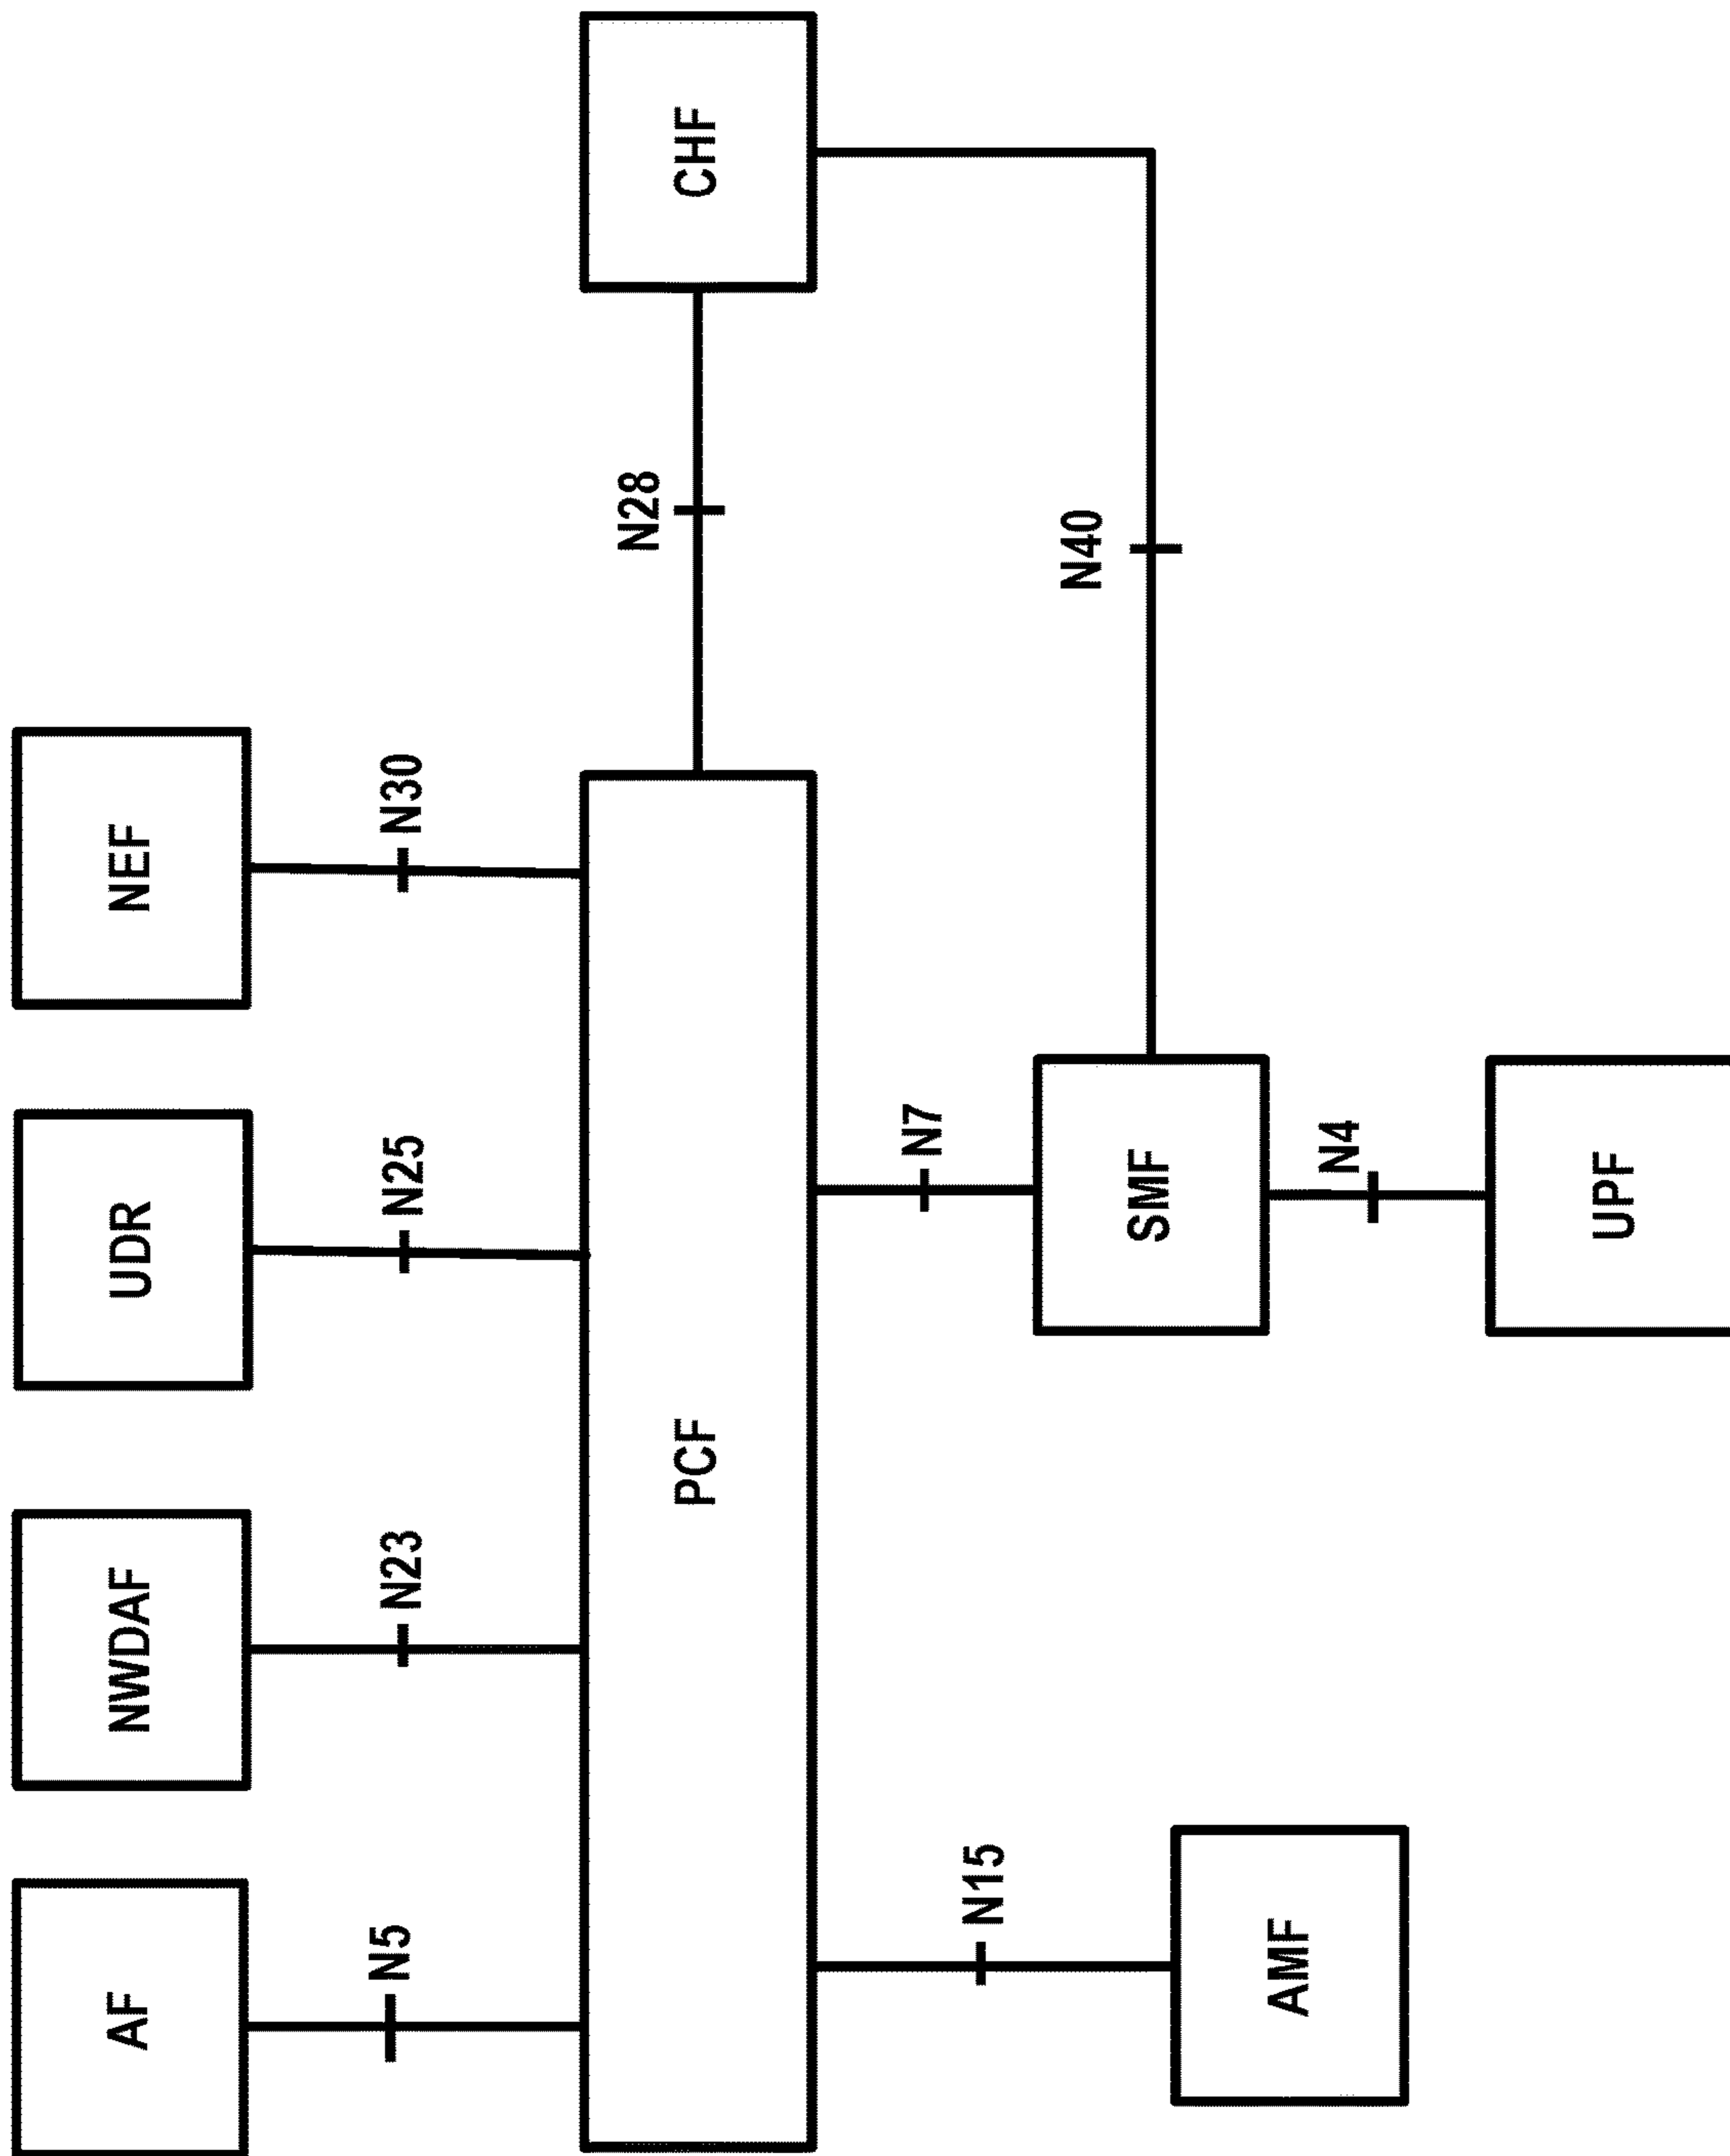 AF
NWDAF
UDR
NEF
N5
N23
N25
N30
PCF
N28
CHF
N15
N7
N40
AMF
SMF
N4
UPF